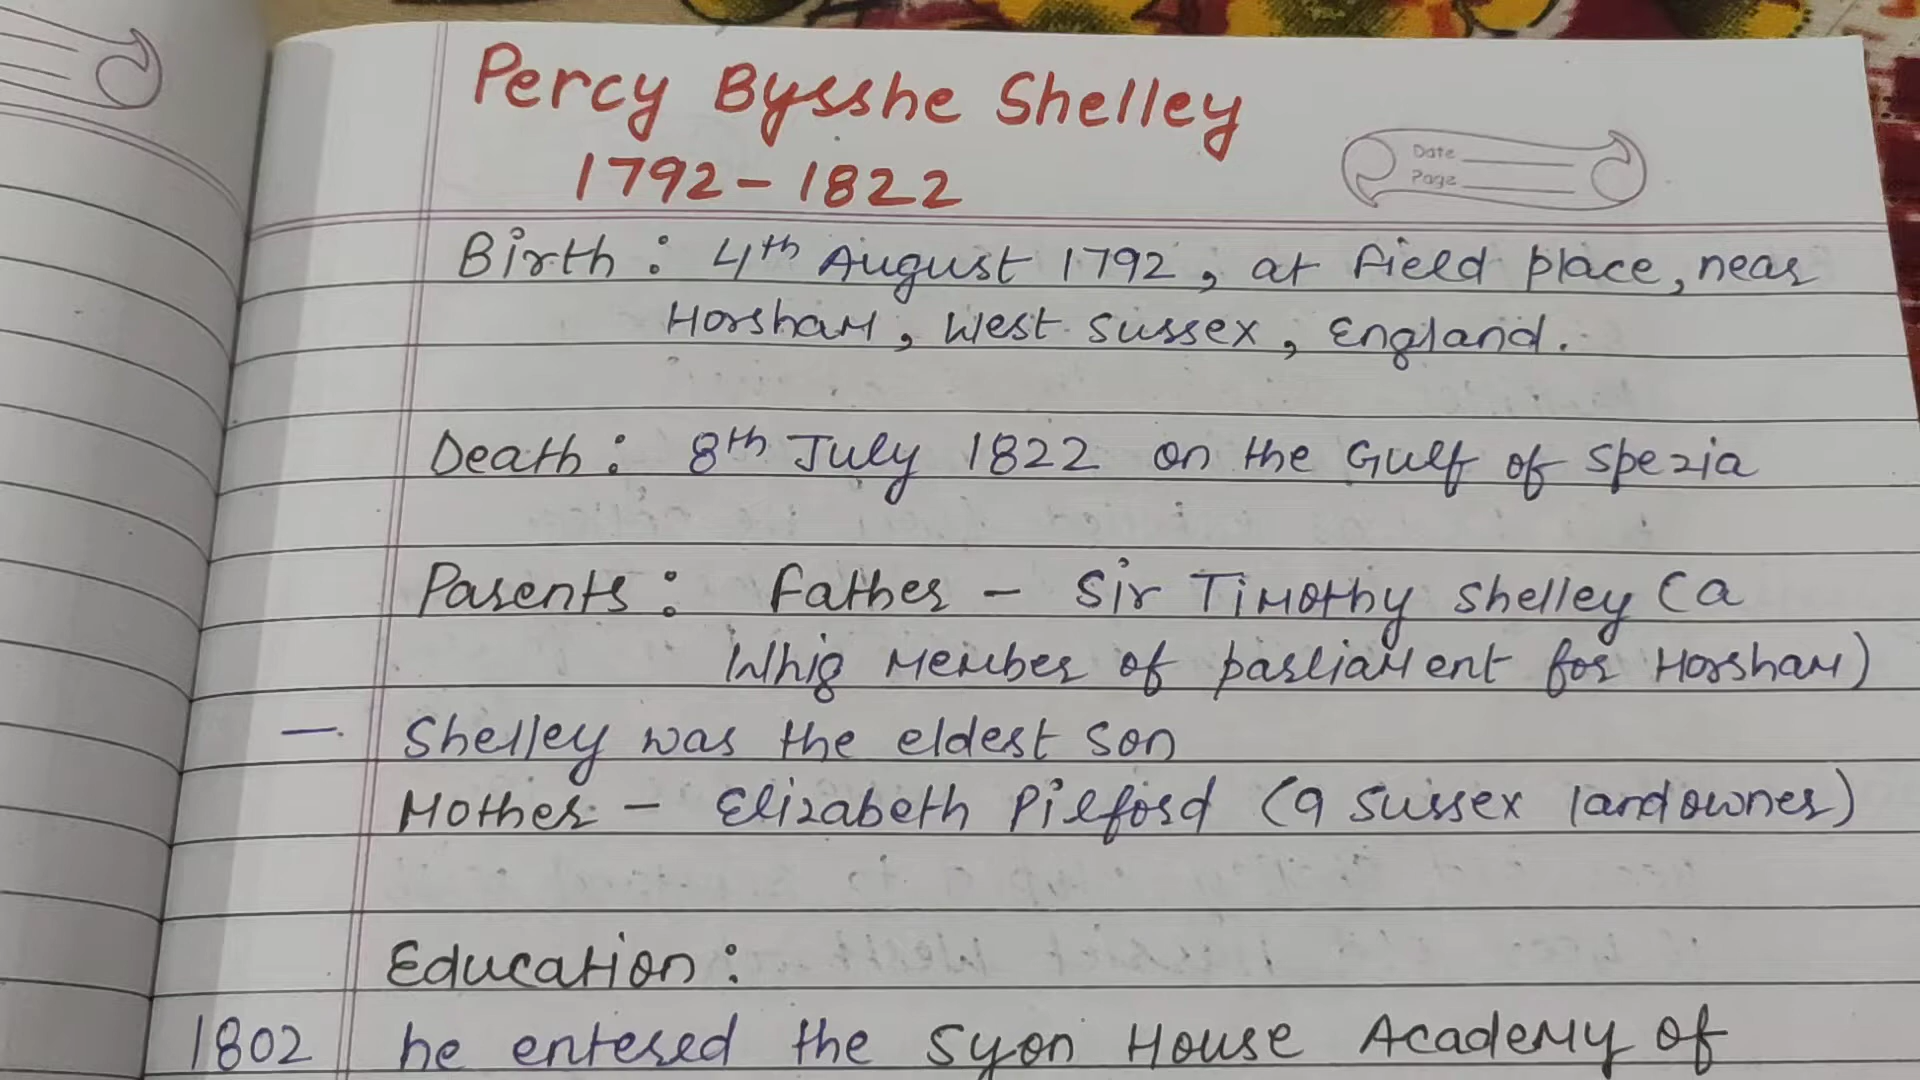 Percy Bysshe Shelley
1792-1822
Date
Page
Birth: 4th August 1792, at Field place, near
Horsham, West Sussex, England.
Death: 8th July 1822 on the Gulf of Spezia
Parents: Father - Sir Timothy Shelley (a
Whig Member of parliament for Horsham)
- Shelley was the eldest son
Mother - Elizabeth Pilford (a Sussex landowner)
Education:
1802 he entered the Syon House Academy of